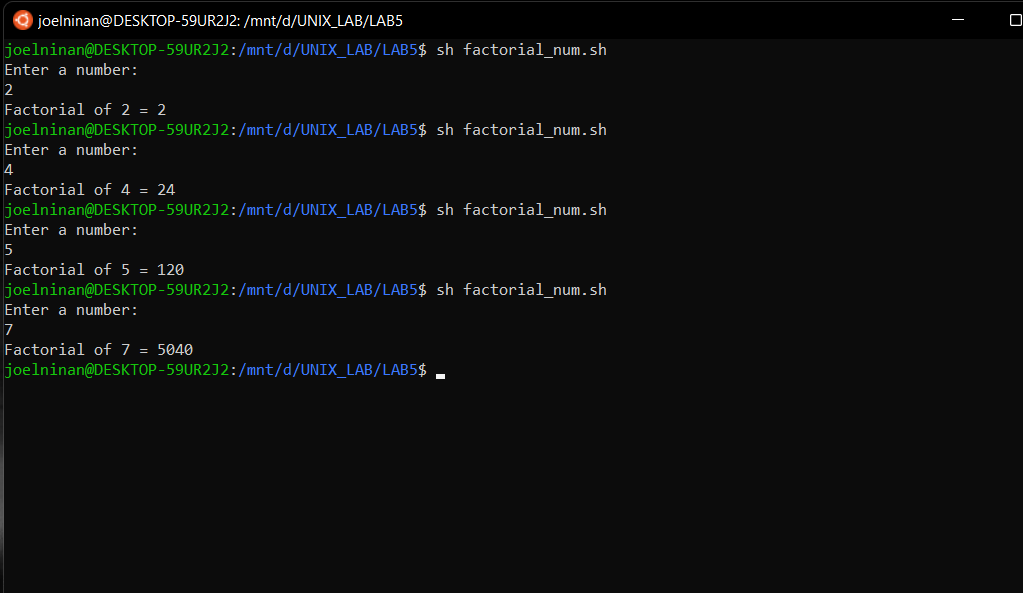 joelninan@DESKTOP-59UR2J2: /mnt/d/UNIX_LAB/LAB5
joelninan@DESKTOP-59UR2J2:/mnt/d/UNIX_LAB/LAB5$ sh factorial_num.sh
Enter a number:
2
Factorial of 2 = 2
joelninan@DESKTOP-59UR2J2:/mnt/d/UNIX_LAB/LAB5$ sh factorial_num.sh
Enter a number:
4
Factorial of 4 = 24
joelninan@DESKTOP-59UR2J2:/mnt/d/UNIX_LAB/LAB5$ sh factorial_num.sh
Enter a number:
5
Factorial of 5 = 120
joelninan@DESKTOP-59UR2J2:/mnt/d/UNIX_LAB/LAB5$ sh factorial_num.sh
Enter a number:
7
Factorial of 7 = 5040
joelninan@DESKTOP-59UR2J2:/mnt/d/UNIX_LAB/LAB5$